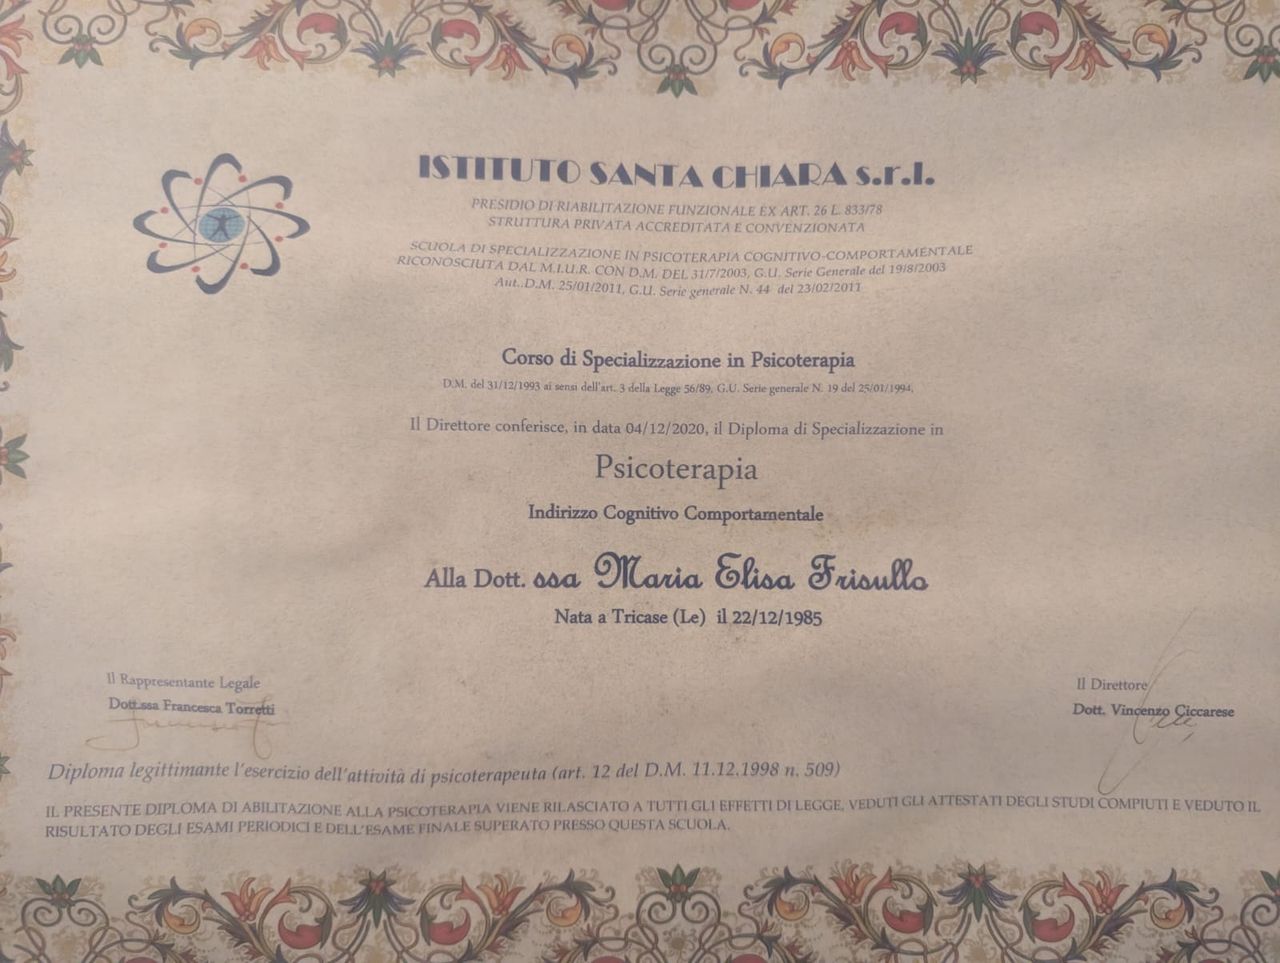 ISTITUTO SANTA CHIARA s.r.l.
PRESIDIO DI RIABILITAZIONE FUNZIONALE EX ART. 26 L. 833/78
STRUTTURA PRIVATA ACCREDITATA E CONVENZIONATA
SCUOLA DI SPECIALIZZAZIONE IN PSICOTERAPIA COGNITIVO-COMPORTAMENTALE
RICONOSCIUTA DAL M.I.U.R. CON D.M. DEL 31/7/2003, G.U. Serie Generale del 19/8/2003
Aut..D.M. 25/01/2011, G.U. Serie generale N. 44 del 23/02/2011
Corso di Specializzazione in Psicoterapia
D.M. del 31/12/1993 ai sensi dell'art. 3 della Legge 56/89, G.U. Serie generale N. 19 del 25/01/1994,
Il Direttore conferisce, in data 04/12/2020, il Diploma di Specializzazione in
Psicoterapia
Indirizzo Cognitivo Comportamentale
Alla Dott. ssa Maria Elisa Frisullo
Nata a Tricase (Le) il 22/12/1985
Il Rappresentante Legale
Dott.ssa Francesca Torretti
Il Direttore
Dott. Vincenzo Ciccarese
Diploma legittimante l'esercizio dell'attività di psicoterapeuta (art. 12 del D.M. 11.12.1998 n. 509)
IL PRESENTE DIPLOMA DI ABILITAZIONE ALLA PSICOTERAPIA VIENE RILASCIATO A TUTTI GLI EFFETTI DI LEGGE, VEDUTI GLI ATTESTATI DEGLI STUDI COMPIUTI E VEDUTO IL
RISULTATO DEGLI ESAMI PERIODICI E DELL'ESAME FINALE SUPERATO PRESSO QUESTA SCUOLA.